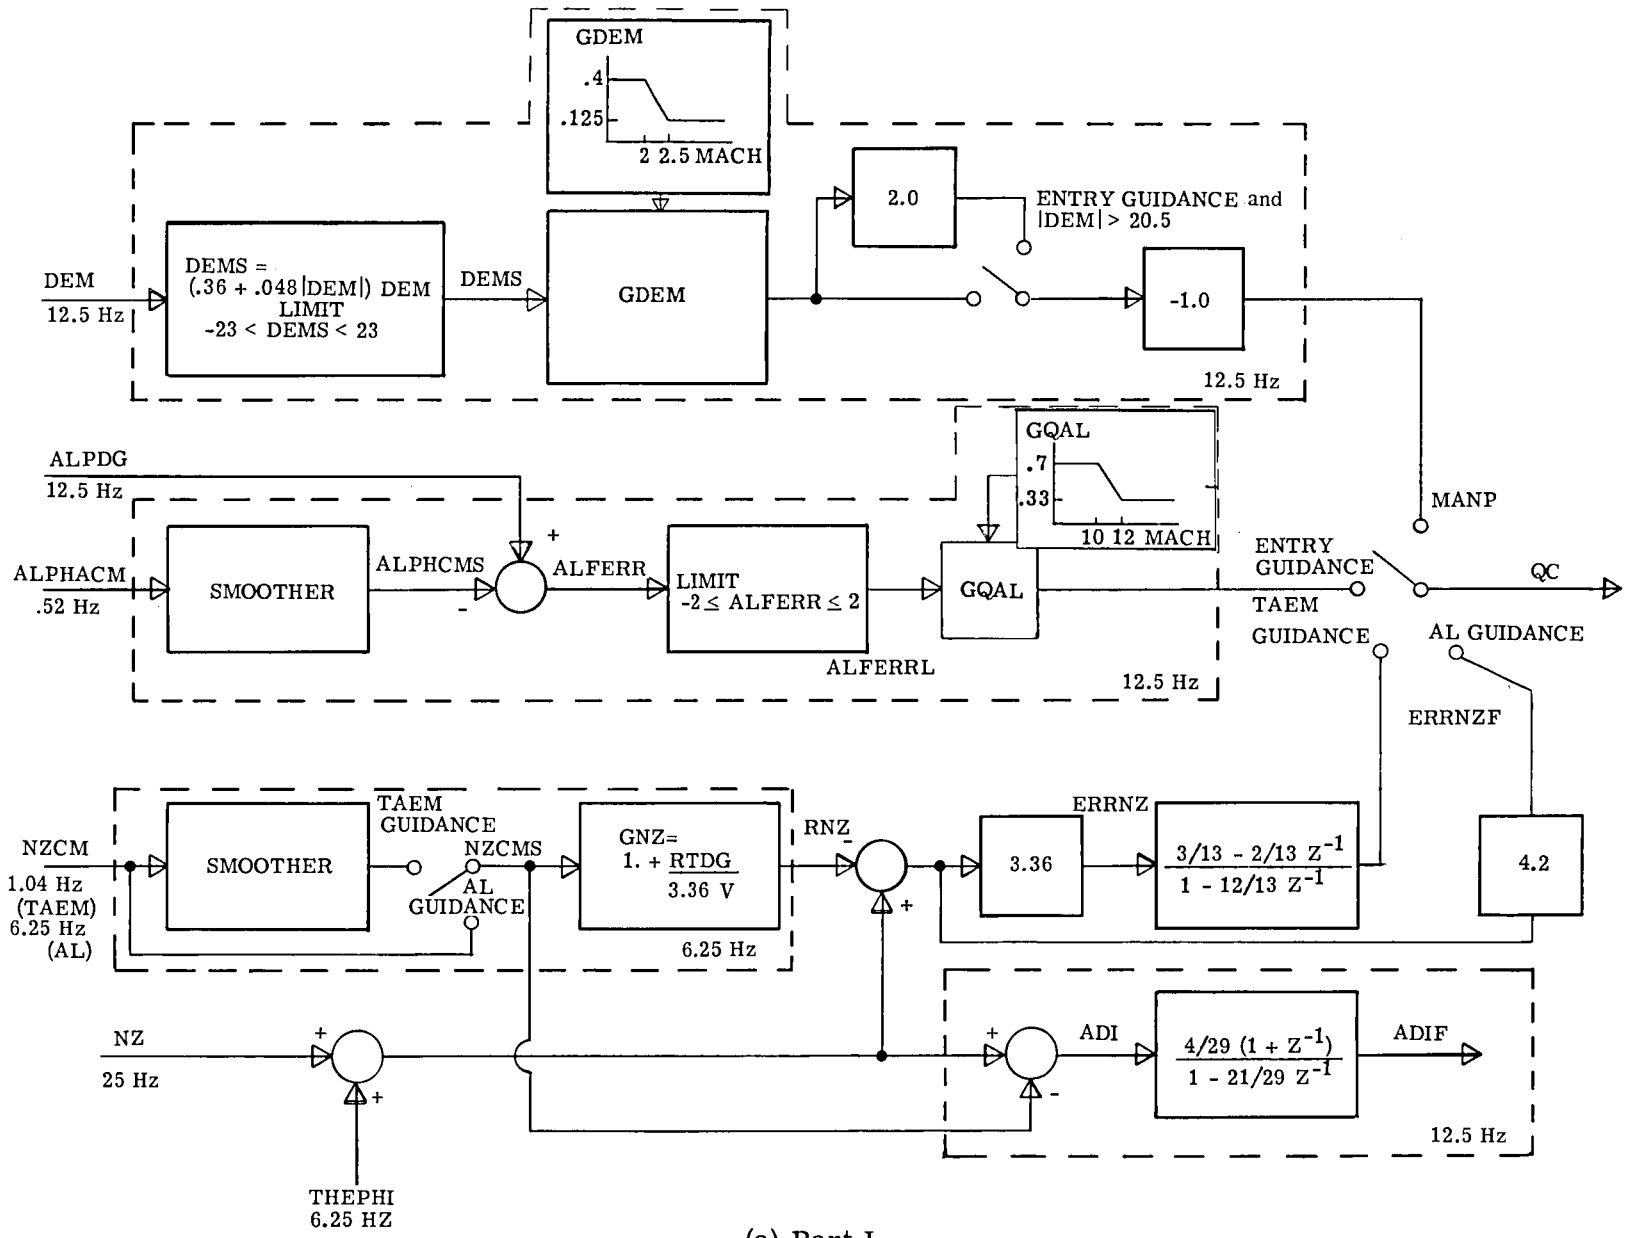 GDEM
.4
.125
2 2.5 MACH
2.0
ENTRY GUIDANCE and
|DEM| > 20.5
DEM
12.5 Hz
DEMS =
(.36 + .048|DEM|) DEM
LIMIT
-23 < DEMS < 23
DEMS
GDEM
-1.0
12.5 Hz
ALPDG
12.5 Hz
GQAL
.7
.33
10 12 MACH
MANP
ALPHACM
.52 Hz
SMOOTHER
ALPHCMS
-
+
ALFERR
LIMIT
-2 ≤ ALFERR ≤ 2
ALFERRL
GQAL
12.5 Hz
ENTRY
GUIDANCE
TAEM
GUIDANCE
QC
AL GUIDANCE
ERRNZF
NZCM
1.04 Hz
(TAEM)
6.25 Hz
(AL)
SMOOTHER
TAEM
GUIDANCE
NZCMS
AL
GUIDANCE
GNZ=
1. + RTDG
3.36 V
6.25 Hz
RNZ
-
+
3.36
ERRNZ
3/13 - 2/13 Z-1
1 - 12/13 Z-1
4.2
NZ
25 Hz
+
+
THEPHI
6.25 HZ
+
-
ADI
4/29 (1 + Z-1)
1 - 21/29 Z-1
ADIF
12.5 Hz